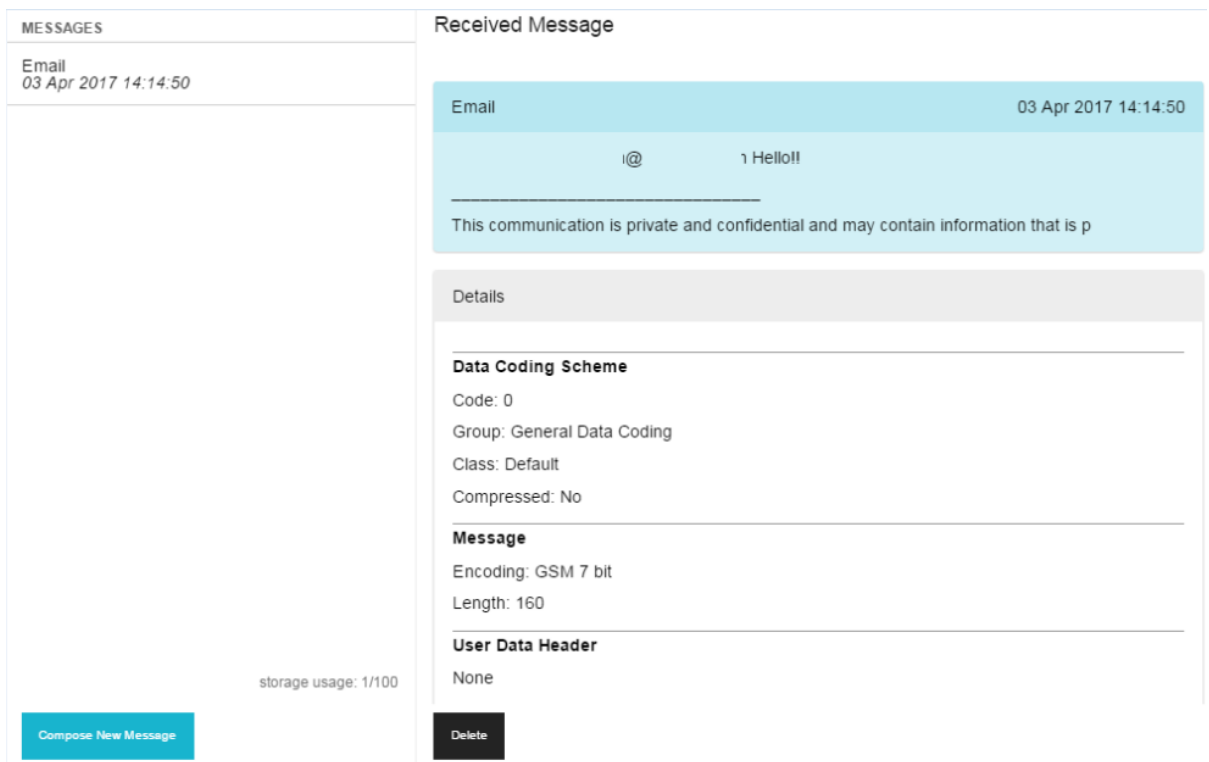 MESSAGES
Email
03 Apr 2017 14:14:50
storage usage: 1/100
Compose New Message
Received Message
Email 03 Apr 2017 14:14:50
@ Hello!!
________________________________
This communication is private and confidential and may contain information that is p
Details
Data Coding Scheme
Code: 0
Group: General Data Coding
Class: Default
Compressed: No
Message
Encoding: GSM 7 bit
Length: 160
User Data Header
None
Delete